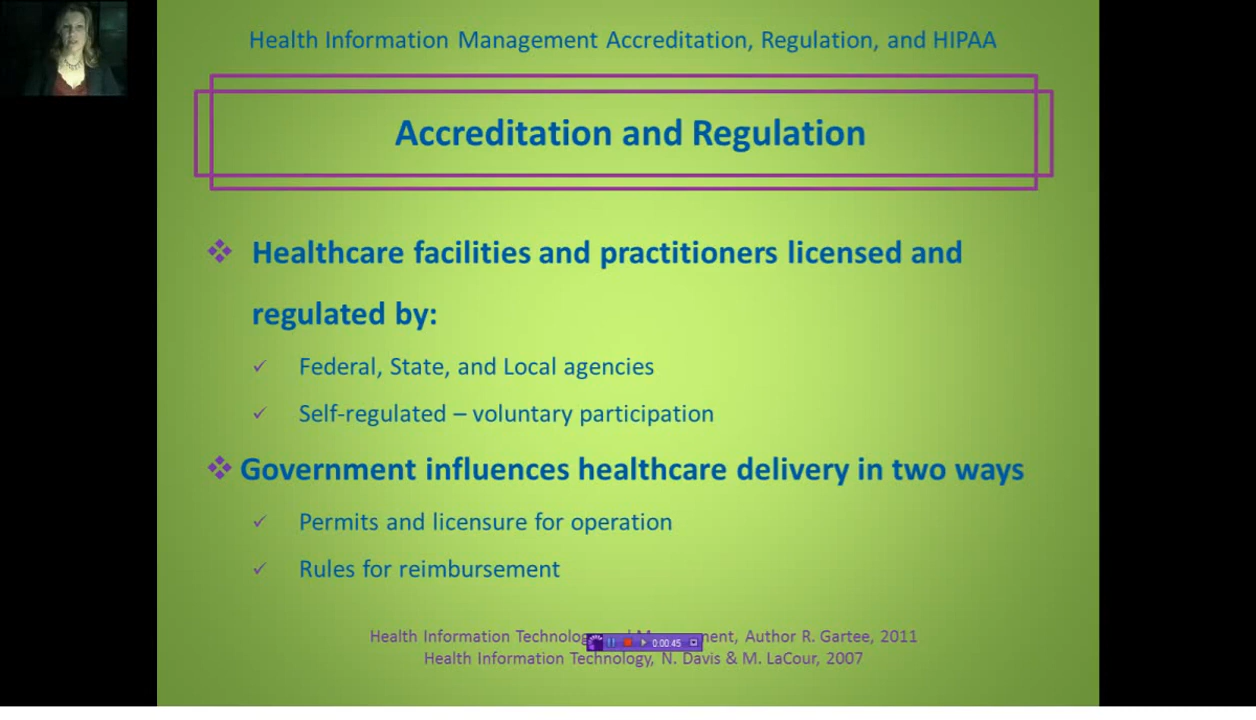 Health Information Management Accreditation, Regulation, and HIPAA
Accreditation and Regulation
Healthcare facilities and practitioners licensed and
regulated by:
Federal, State, and Local agencies
Self-regulated – voluntary participation
Government influences healthcare delivery in two ways
Permits and licensure for operation
Rules for reimbursement
Health Information Author R. Gartee, 2011
0:00:45
Health Information Technology, N. Davis & M. LaCour, 2007